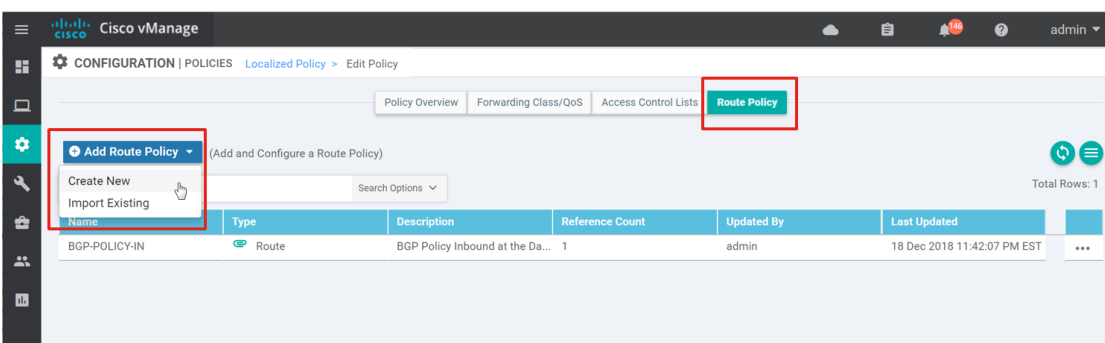 cisco Cisco vManage 146 admin
CONFIGURATION | POLICIES Localized Policy > Edit Policy
Policy Overview Forwarding Class/QoS Access Control Lists Route Policy
Add Route Policy (Add and Configure a Route Policy)
Create New Search Options Total Rows: 1
Import Existing
Name Type Description Reference Count Updated By Last Updated
BGP-POLICY-IN Route BGP Policy Inbound at the Da... 1 admin 18 Dec 2018 11:42:07 PM EST ...